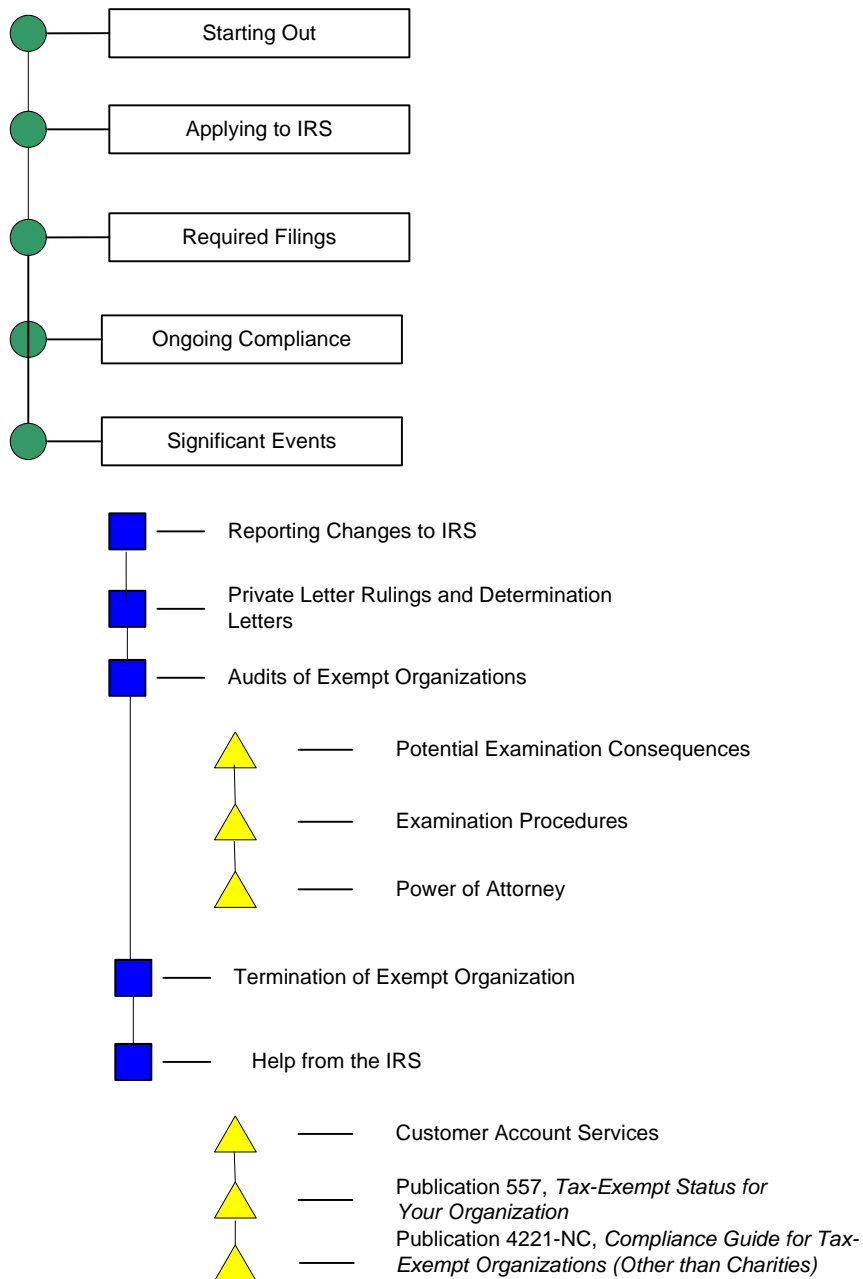 Starting Out
Applying to IRS
Required Filings
Ongoing Compliance
Significant Events
Reporting Changes to IRS
Private Letter Rulings and Determination
Letters
Audits of Exempt Organizations
Potential Examination Consequences
Examination Procedures
Power of Attorney
Termination of Exempt Organization
Help from the IRS
Customer Account Services
Publication 557, Tax-Exempt Status for
Your Organization
Publication 4221-NC, Compliance Guide for Tax-
Exempt Organizations (Other than Charities)